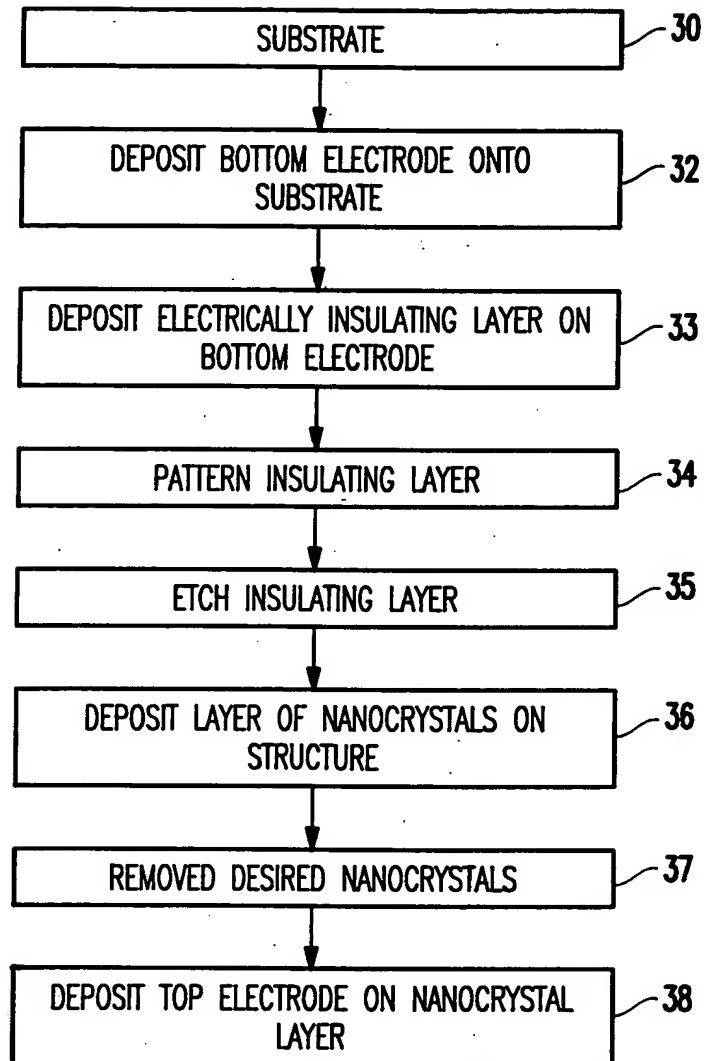 SUBSTRATE
30
DEPOSIT BOTTOM ELECTRODE ONTO
SUBSTRATE
32
DEPOSIT ELECTRICALLY INSULATING LAYER ON
BOTTOM ELECTRODE
33
PATTERN INSULATING LAYER
34
ETCH INSULATING LAYER
35
DEPOSIT LAYER OF NANOCRYSTALS ON
STRUCTURE
36
REMOVED DESIRED NANOCRYSTALS
37
DEPOSIT TOP ELECTRODE ON NANOCRYSTAL
LAYER
38